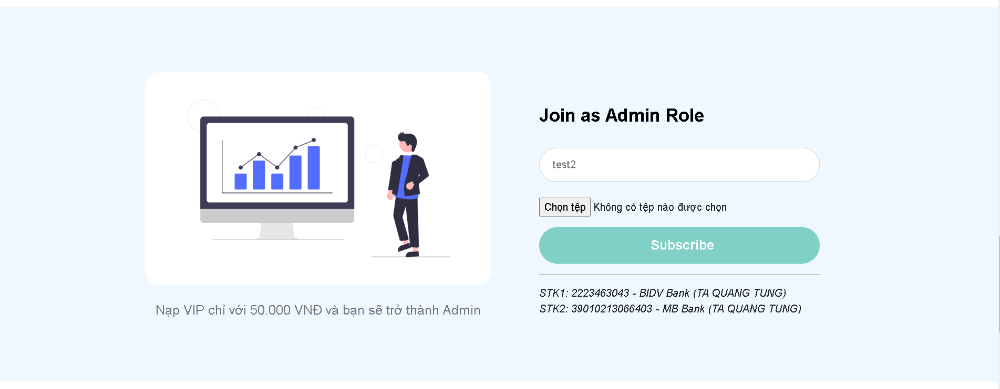 Join as Admin Role
test2
Chọn tệp Không có tệp nào được chọn
Subscribe
STK1: 2223463043 - BIDV Bank (TA QUANG TUNG)
STK2: 39010213066403 - MB Bank (TA QUANG TUNG)
Nạp VIP chỉ với 50.000 VNĐ và bạn sẽ trở thành Admin